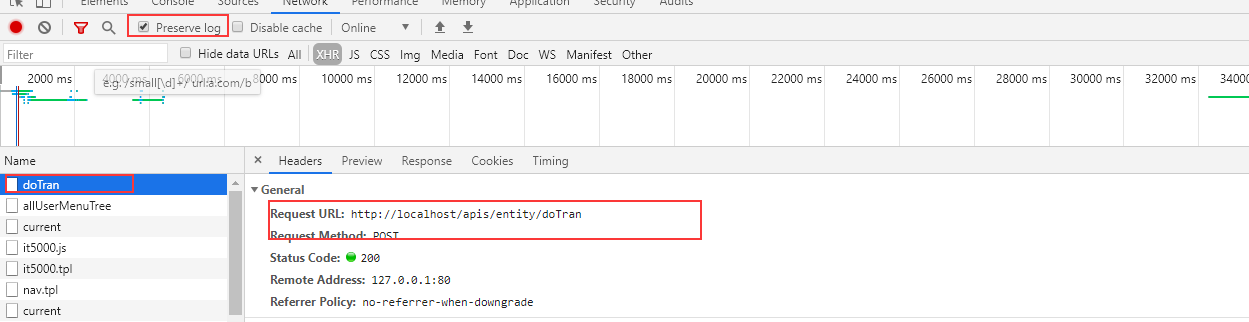 Elements Console Sources Network Performance Memory Application Security Audits
Preserve log Disable cache Online
Filter Hide data URLs All XHR JS CSS Img Media Font Doc WS Manifest Other
2000 ms 4000 ms 6000 ms 8000 ms 10000 ms 12000 ms 14000 ms 16000 ms 18000 ms 20000 ms 22000 ms 24000 ms 26000 ms 28000 ms 30000 ms 32000 ms 34000
e.g. /small[\d]+/ url:a.com/b
Name × Headers Preview Response Cookies Timing
doTran
allUserMenuTree
current
it5000.js
it5000.tpl
nav.tpl
current
General
Request URL: http://localhost/apis/entity/doTran
Request Method: POST
Status Code: 200
Remote Address: 127.0.0.1:80
Referrer Policy: no-referrer-when-downgrade